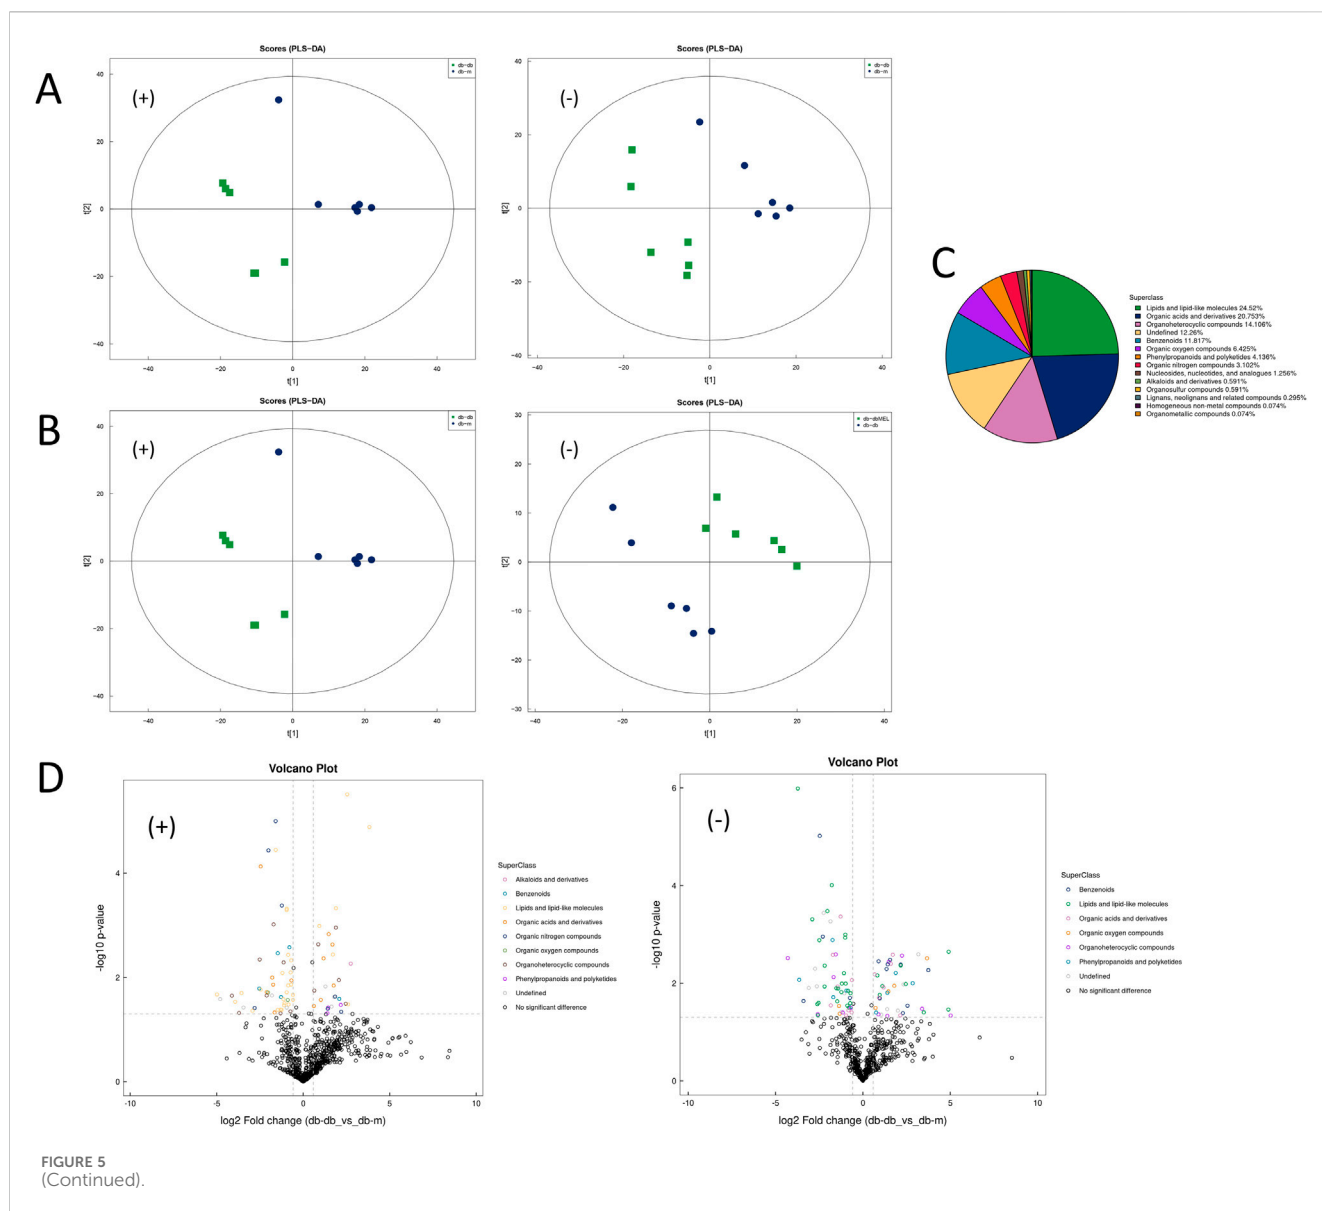 A
Scores (PLS-DA)
(+)
db-db
db-m
40
20
0
-20
-40
t[2]
-40
-20
0
20
40
t[1]
Scores (PLS-DA)
(-)
db-db
db-m
40
20
0
-20
-40
t[2]
-40
-20
0
20
40
t[1]
B
Scores (PLS-DA)
(+)
db-db
db-m
40
20
0
-20
-40
t[2]
-40
-20
0
20
40
t[1]
Scores (PLS-DA)
(-)
db-dbMEL
db-db
30
20
10
0
-10
-20
-30
t[2]
-40
-20
0
20
40
t[1]
C
Superclass
Lipids and lipid-like molecules 24.52%
Organic acids and derivatives 20.753%
Organoheterocyclic compounds 14.106%
Undefined 12.26%
Benzenoids 11.817%
Organic oxygen compounds 6.425%
Phenylpropanoids and polyketides 4.136%
Organic nitrogen compounds 3.102%
Nucleosides, nucleotides, and analogues 1.256%
Alkaloids and derivatives 0.591%
Organosulfur compounds 0.591%
Lignans, neolignans and related compounds 0.295%
Homogeneous non-metal compounds 0.074%
Organometallic compounds 0.074%
D
Volcano Plot
(+)
4
2
0
-log10 p-value
-10
-5
0
5
10
log2 Fold change (db-db_vs_db-m)
SuperClass
Alkaloids and derivatives
Benzenoids
Lipids and lipid-like molecules
Organic acids and derivatives
Organic nitrogen compounds
Organic oxygen compounds
Organoheterocyclic compounds
Phenylpropanoids and polyketides
Undefined
No significant difference
Volcano Plot
(-)
6
4
2
0
-log10 p-value
-10
-5
0
5
10
log2 Fold change (db-db_vs_db-m)
SuperClass
Benzenoids
Lipids and lipid-like molecules
Organic acids and derivatives
Organic oxygen compounds
Organoheterocyclic compounds
Phenylpropanoids and polyketides
Undefined
No significant difference
FIGURE 5
(Continued).